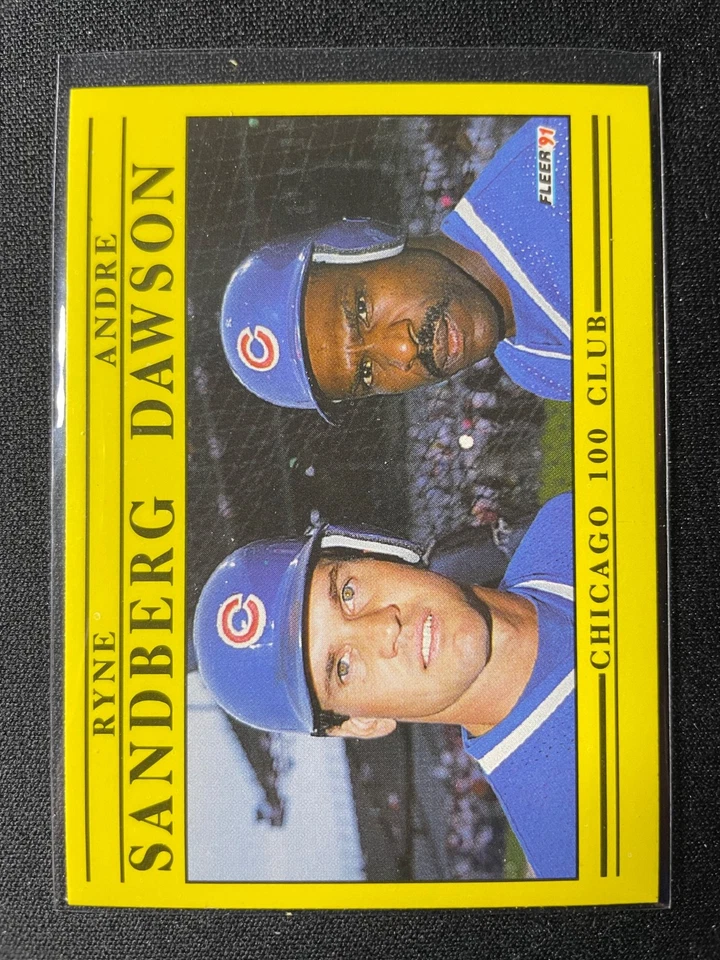 RYNE ANDRE
SANDBERG DAWSON
FLEER '91
CHICAGO 100 CLUB